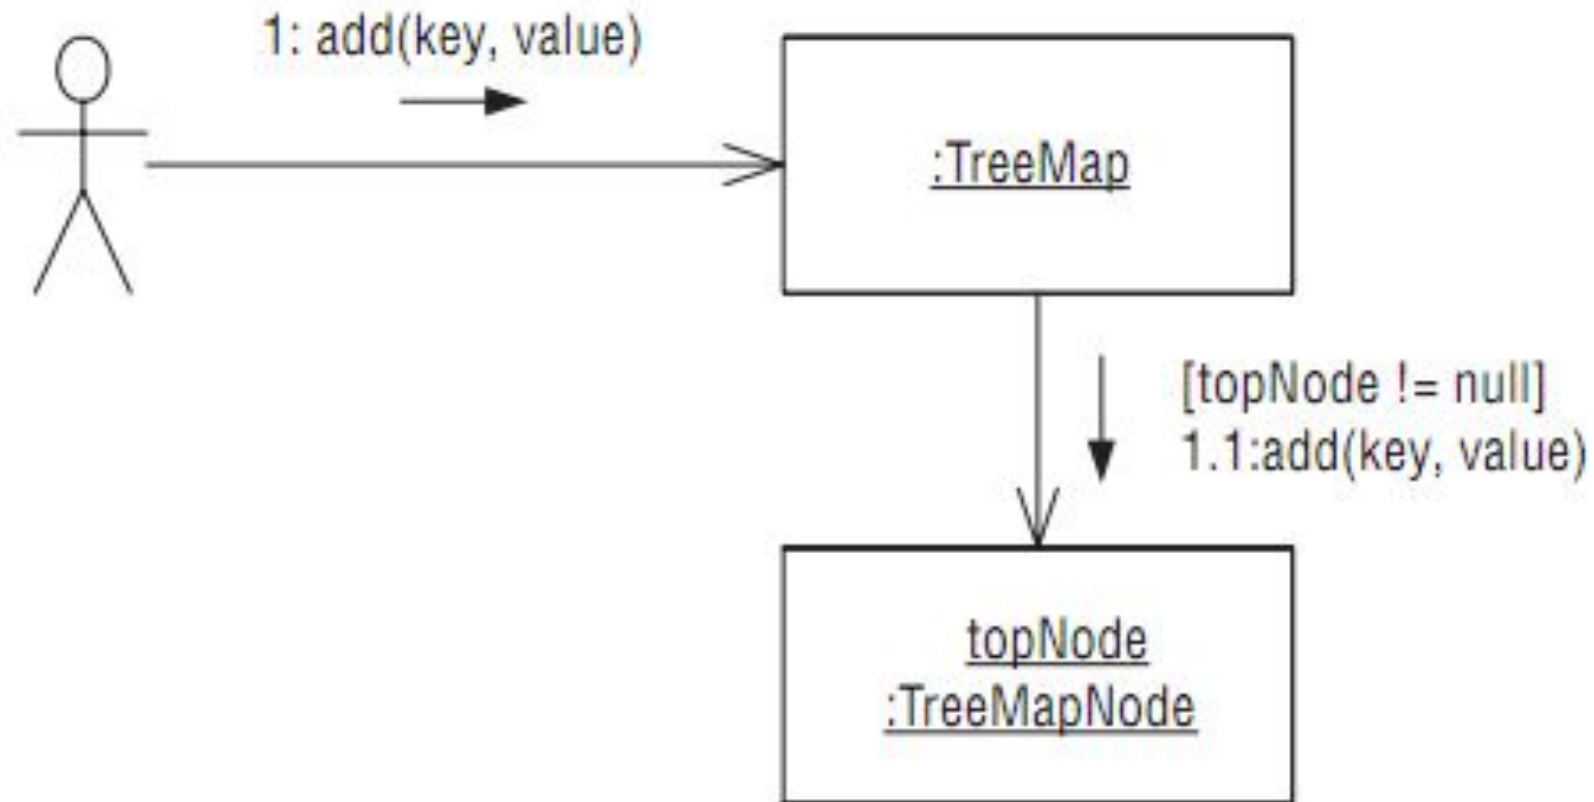 1: add(key, value)
:TreeMap
[topNode != null]
1.1:add(key, value)
topNode
:TreeMapNode